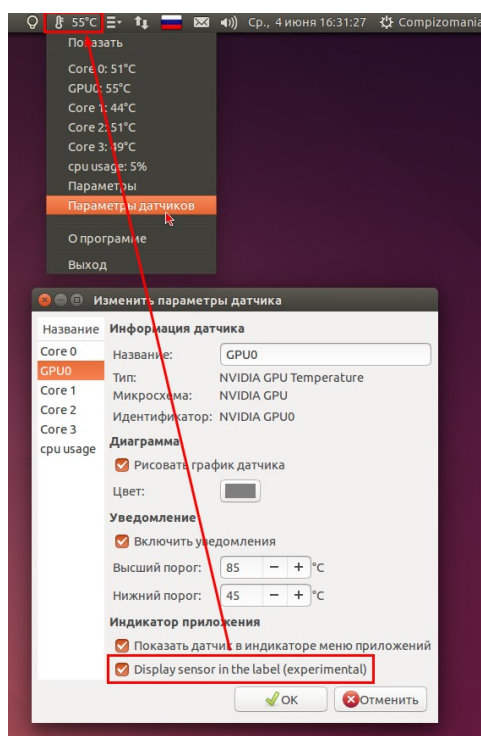 55°C Ср., 4 июня 16:31:27 Compizomania
Показать
Core 0: 51°C
GPU0: 55°C
Core 1: 44°C
Core 2: 51°C
Core 3: 49°C
cpu usage: 5%
Параметры
Параметры датчиков
О программе
Выход
Изменить параметры датчика
Название
Core 0
GPU0
Core 1
Core 2
Core 3
cpu usage
Информация датчика
Название: GPU0
Тип: NVIDIA GPU Temperature
Микросхема: NVIDIA GPU
Идентификатор: NVIDIA GPU0
Диаграмма
Рисовать график датчика
Цвет:
Уведомление
Включить уведомления
Высший порог: 85 − + °C
Нижний порог: 45 − + °C
Индикатор приложения
Показать датчик в индикаторе меню приложений
Display sensor in the label (experimental)
OK Отменить